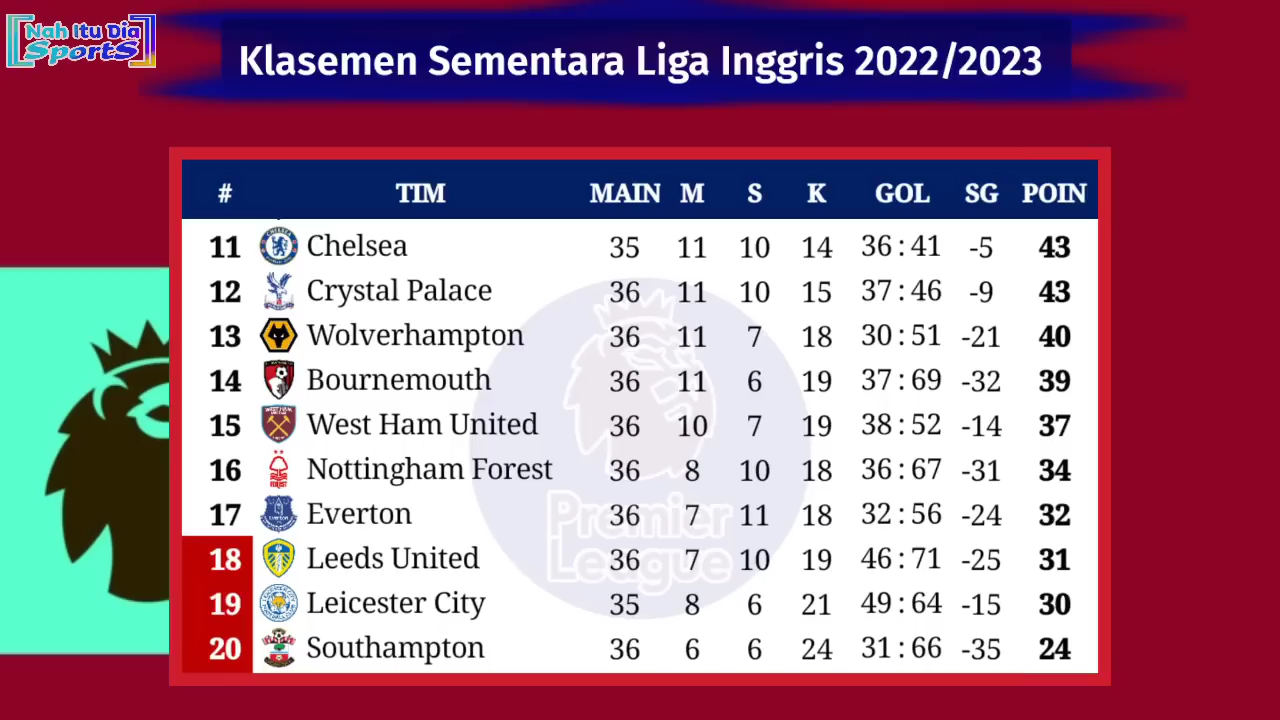 Nah Itu Dia
SportS
Klasemen Sementara Liga Inggris 2022/2023
# TIM MAIN M S K GOL SG POIN
11 Chelsea 35 11 10 14 36 : 41 -5 43
12 Crystal Palace 36 11 10 15 37 : 46 -9 43
13 Wolverhampton 36 11 7 18 30 : 51 -21 40
14 Bournemouth 36 11 6 19 37 : 69 -32 39
15 West Ham United 36 10 7 19 38 : 52 -14 37
16 Nottingham Forest 36 8 10 18 36 : 67 -31 34
17 Everton 36 7 11 18 32 : 56 -24 32
18 Leeds United 36 7 10 19 46 : 71 -25 31
19 Leicester City 35 8 6 21 49 : 64 -15 30
20 Southampton 36 6 6 24 31 : 66 -35 24
Premier
League